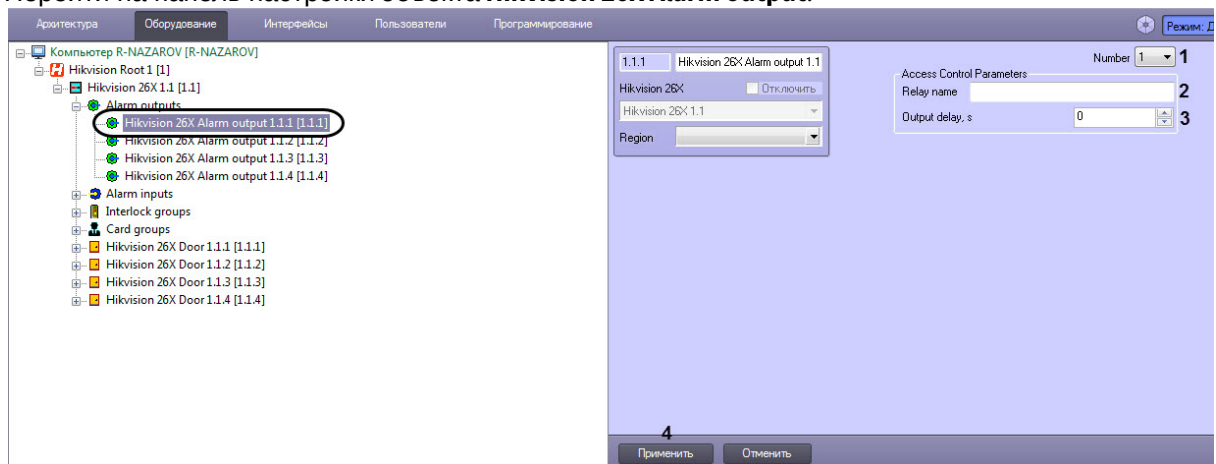 Перейти на панель настройки объекта Hikvision 26X Alarm output.
Архитектура Оборудование Интерфейсы Пользователи Программирование Режим: Д
Компьютер R-NAZAROV [R-NAZAROV]
Hikvision Root 1 [1]
Hikvision 26X 1.1 [1.1]
Alarm outputs
Hikvision 26X Alarm output 1.1.1 [1.1.1]
Hikvision 26X Alarm output 1.1.2 [1.1.2]
Hikvision 26X Alarm output 1.1.3 [1.1.3]
Hikvision 26X Alarm output 1.1.4 [1.1.4]
Alarm inputs
Interlock groups
Card groups
Hikvision 26X Door 1.1.1 [1.1.1]
Hikvision 26X Door 1.1.2 [1.1.2]
Hikvision 26X Door 1.1.3 [1.1.3]
Hikvision 26X Door 1.1.4 [1.1.4]
1.1.1 Hikvision 26X Alarm output 1.1
Hikvision 26X Отключить
Hikvision 26X 1.1
Region
Number 1 1
Access Control Parameters
Relay name 2
Output delay, s 0 3
4
Применить Отменить